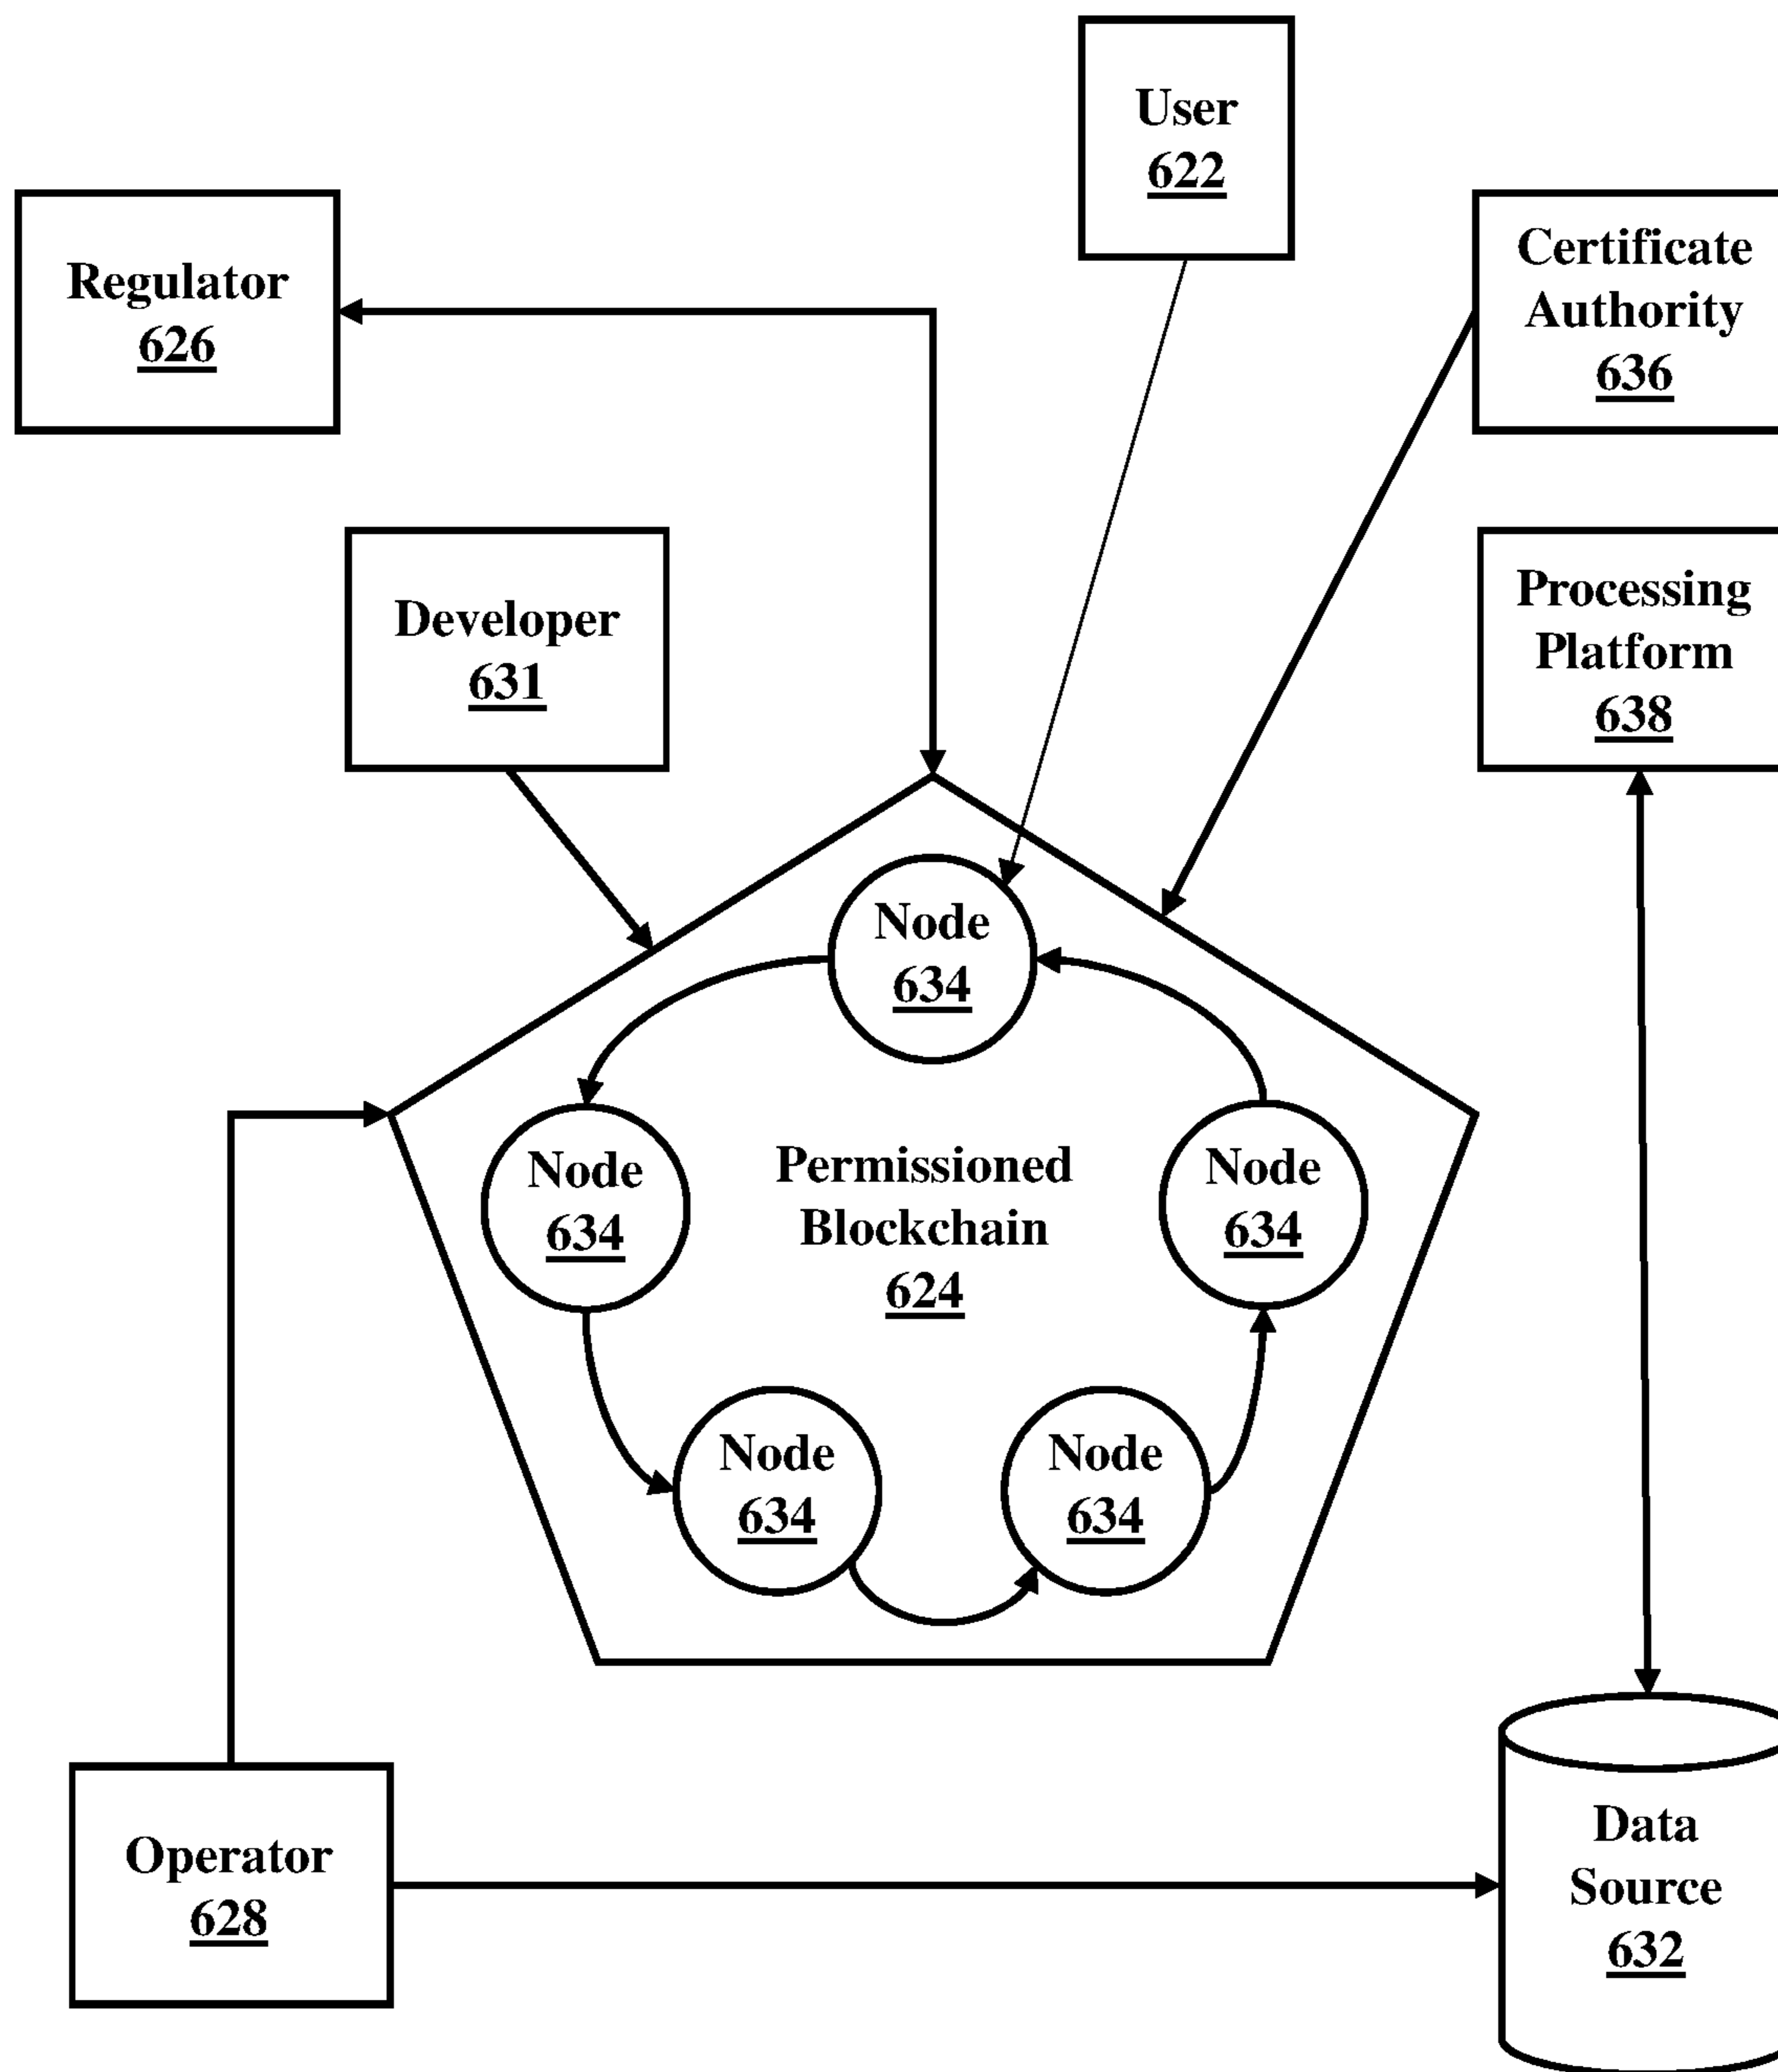 User
622
Regulator
626
Certificate
Authority
636
Developer
631
Processing
Platform
638
Node
634
Node
634
Permissioned
Blockchain
624
Node
634
Node
634
Node
634
Operator
628
Data
Source
632